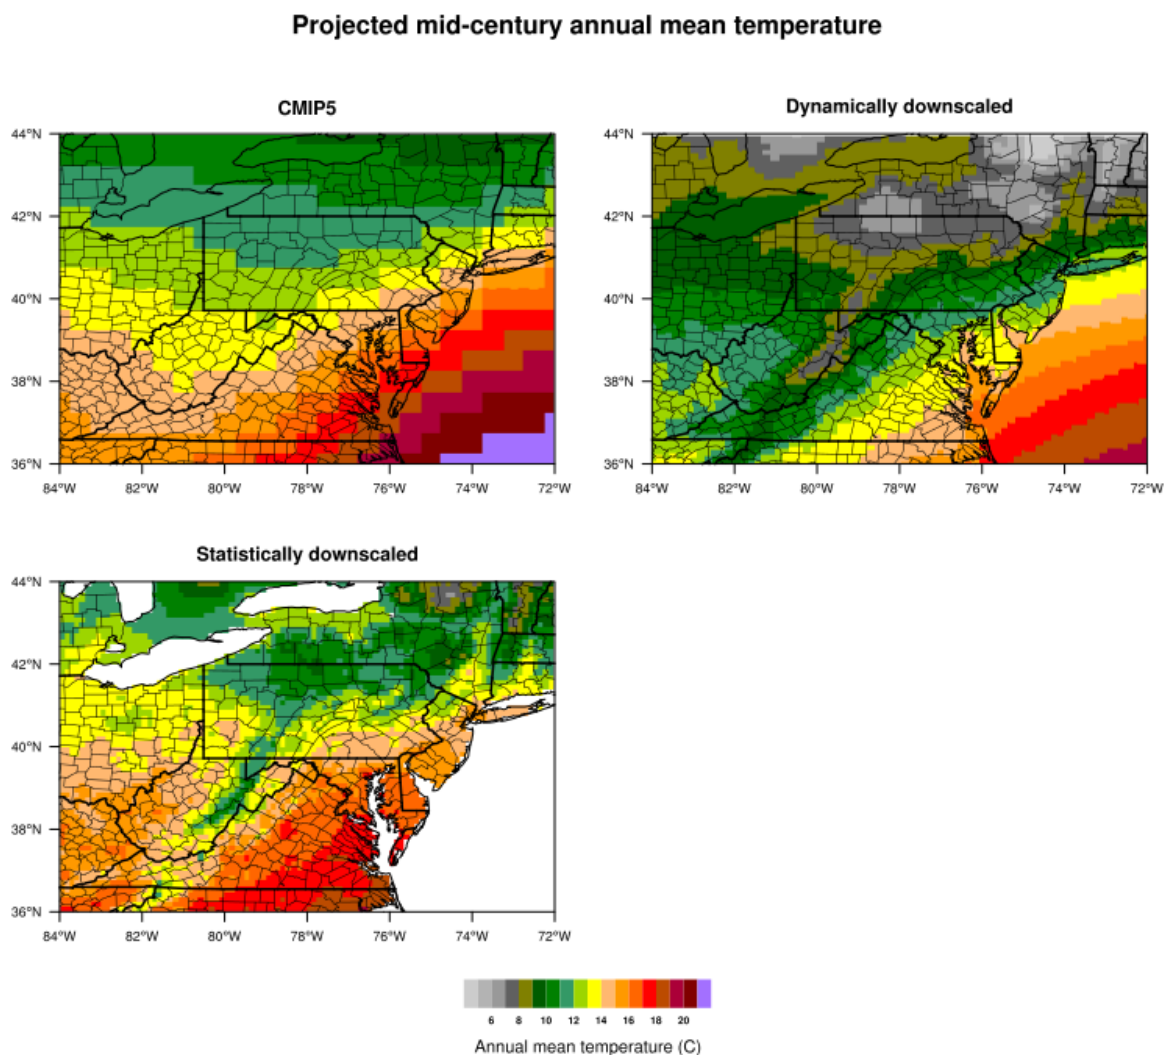 Projected mid-century annual mean temperature
CMIP5
Dynamically downscaled
44°N
42°N
40°N
38°N
36°N
84°W 82°W 80°W 78°W 76°W 74°W 72°W
44°N
42°N
40°N
38°N
36°N
84°W 82°W 80°W 78°W 76°W 74°W 72°W
Statistically downscaled
44°N
42°N
40°N
38°N
36°N
84°W 82°W 80°W 78°W 76°W 74°W 72°W
6 8 10 12 14 16 18 20
Annual mean temperature (C)